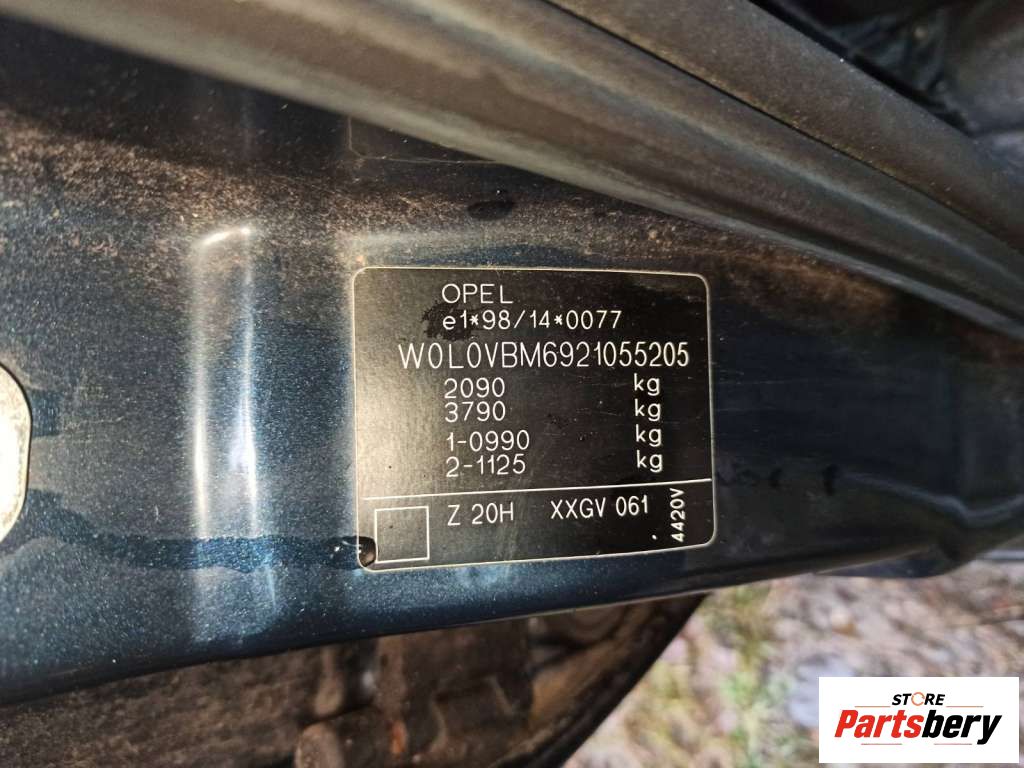 OPEL
e1*98/14*0077
W0L0VBM6921055205
2090 kg
3790 kg
1-0990 kg
2-1125 kg
Z 20H XXGV 061
4420V
STORE
Partsbery